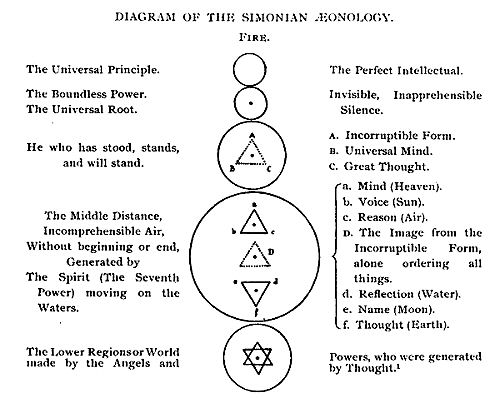 DIAGRAM OF THE SIMONIAN ÆONOLOGY.
FIRE.
The Universal Principle.
The Perfect Intellectual.
The Boundless Power.
The Universal Root.
Invisible, Inapprehensible
Silence.
He who has stood, stands,
and will stand.
A
B
C
A. Incorruptible Form.
B. Universal Mind.
C. Great Thought.
The Middle Distance,
Incomprehensible Air,
Without beginning or end,
Generated by
The Spirit (The Seventh
Power) moving on the
Waters.
a
b
c
D
e
d
f
a. Mind (Heaven).
b. Voice (Sun).
c. Reason (Air).
D. The Image from the
Incorruptible Form,
alone ordering all
things.
d. Reflection (Water).
e. Name (Moon).
f. Thought (Earth).
The Lower Regions or World
made by the Angels and
Powers, who were generated
by Thought.¹